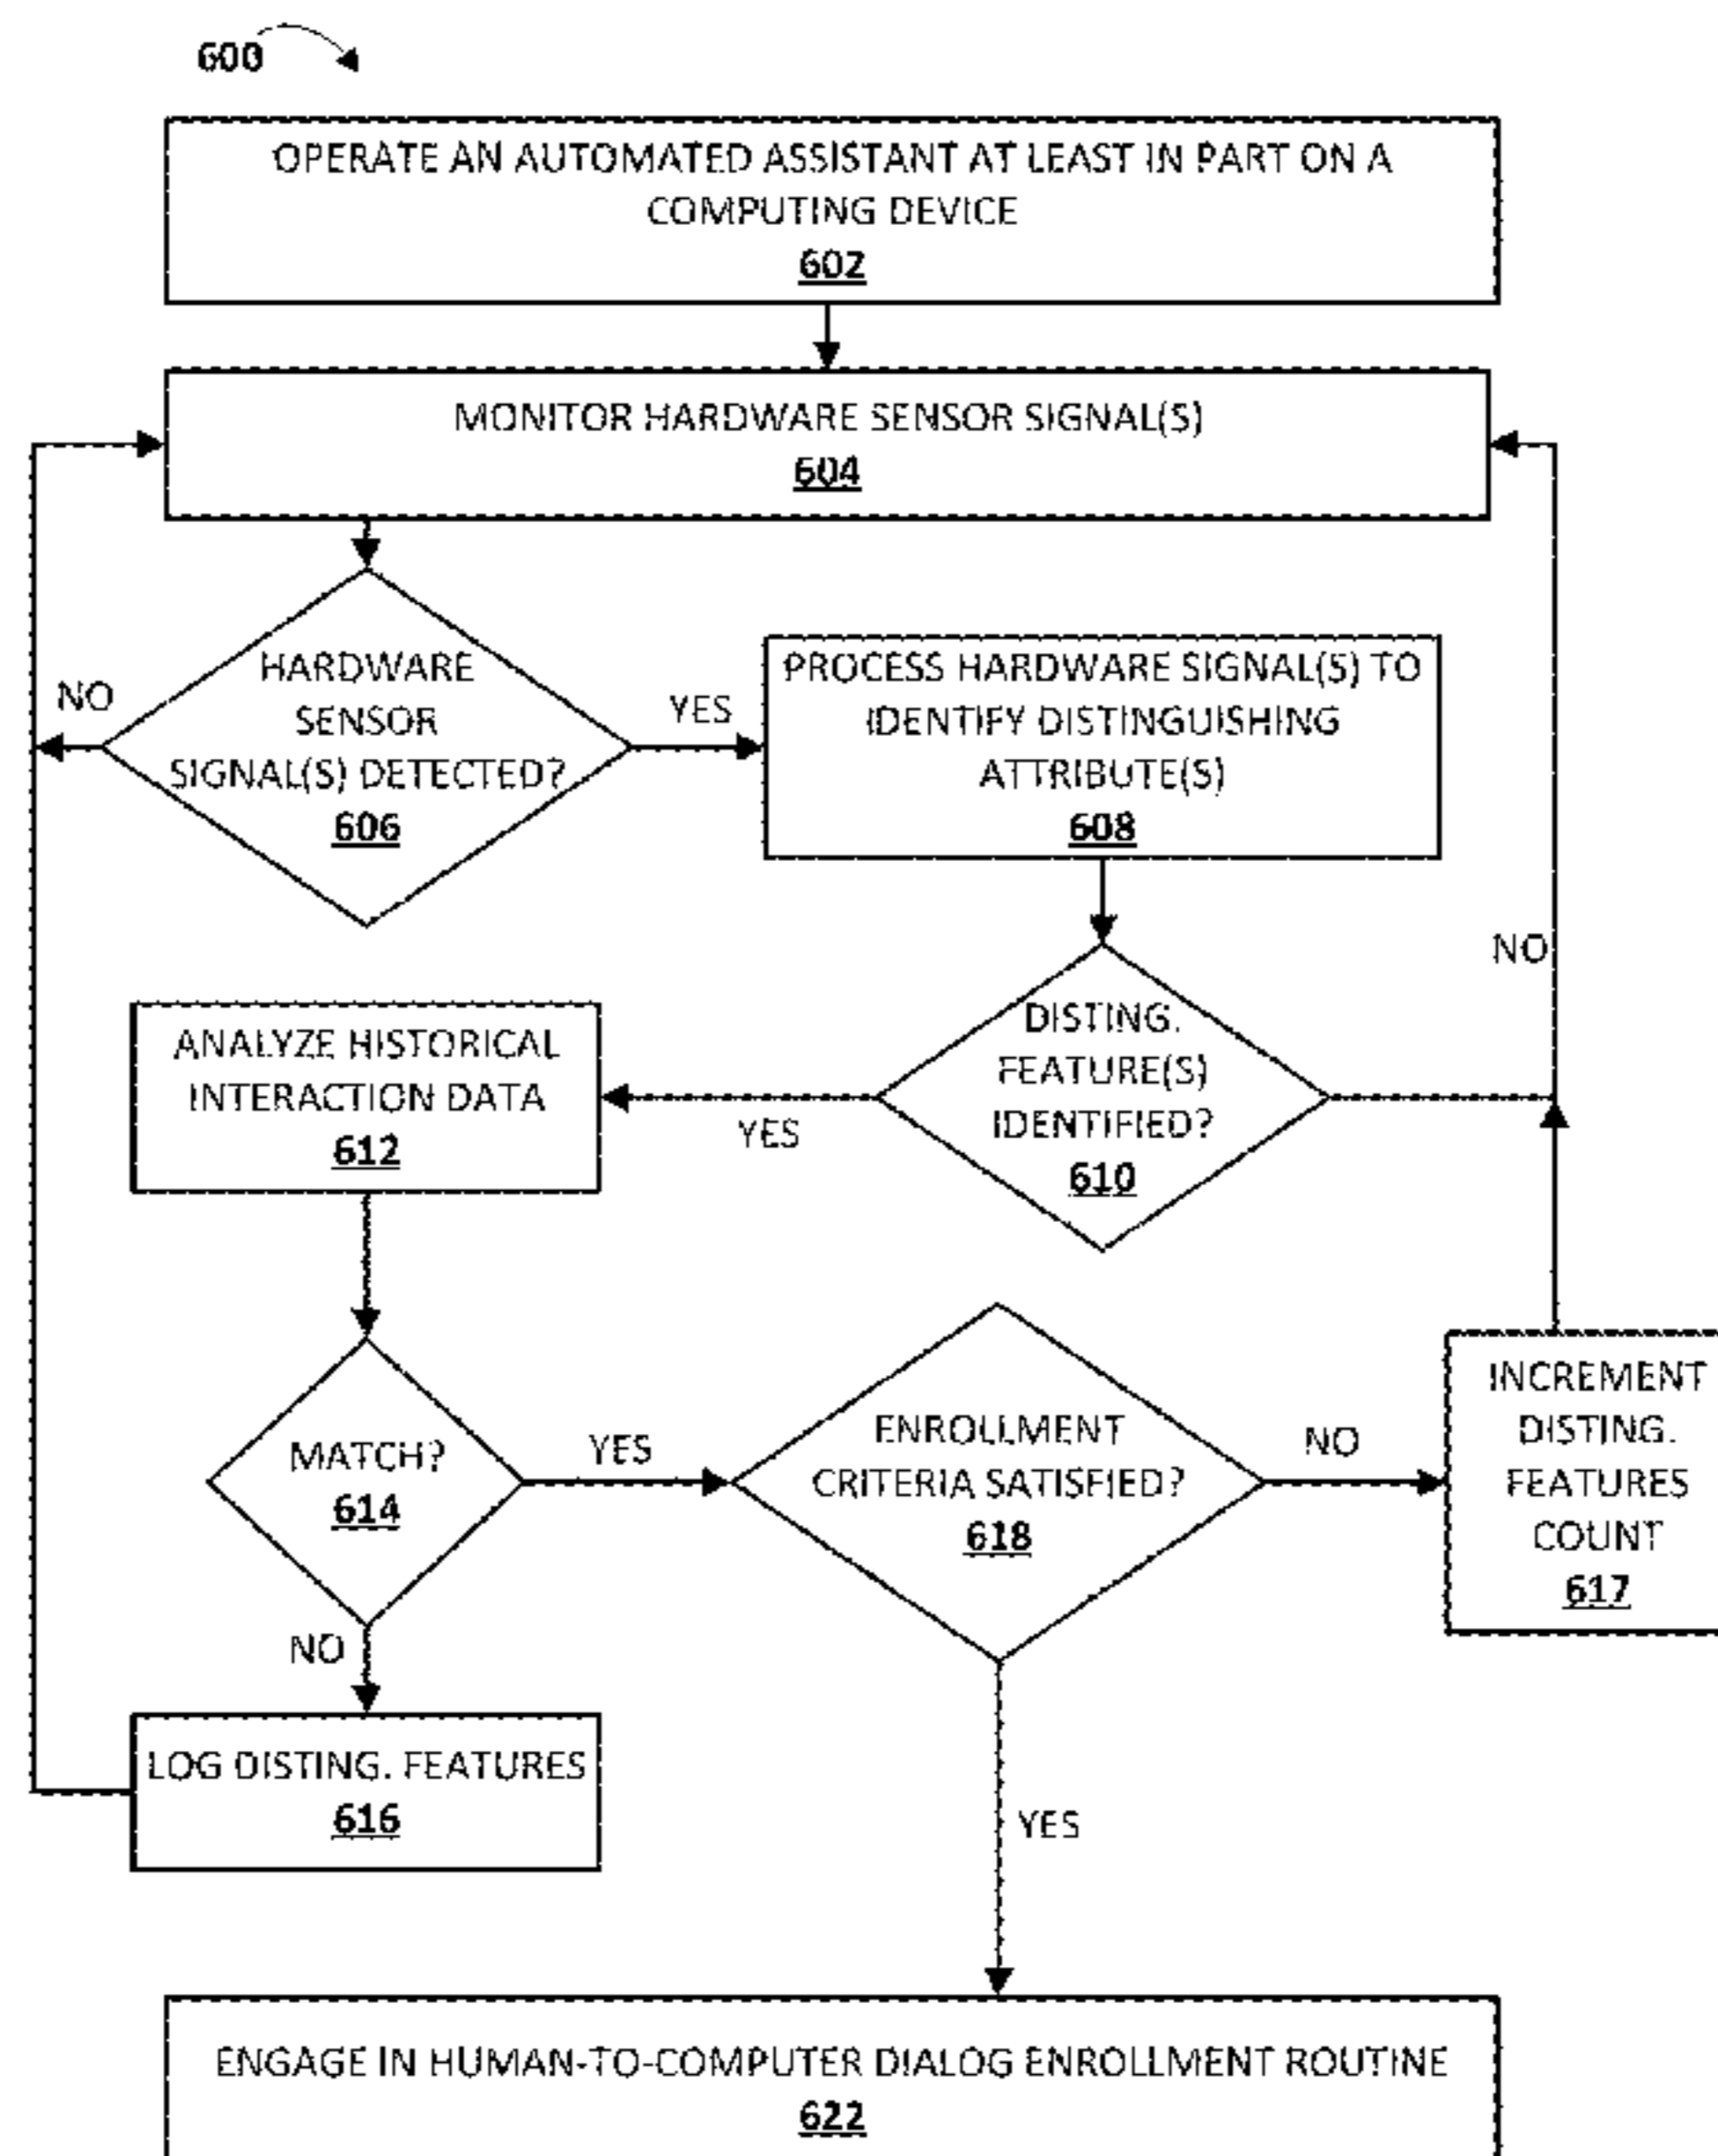 600
OPERATE AN AUTOMATED ASSISTANT AT LEAST IN PART ON A
COMPUTING DEVICE
602
MONITOR HARDWARE SENSOR SIGNAL(S)
604
HARDWARE
SENSOR
SIGNAL(S) DETECTED?
606
NO
YES
PROCESS HARDWARE SIGNAL(S) TO
IDENTIFY DISTINGUISHING
ATTRIBUTE(S)
608
DISTING.
FEATURE(S)
IDENTIFIED?
610
NO
YES
ANALYZE HISTORICAL
INTERACTION DATA
612
MATCH?
614
YES
NO
ENROLLMENT
CRITERIA SATISFIED?
618
NO
INCREMENT
DISTING.
FEATURES
COUNT
617
LOG DISTING. FEATURES
616
YES
ENGAGE IN HUMAN-TO-COMPUTER DIALOG ENROLLMENT ROUTINE
622